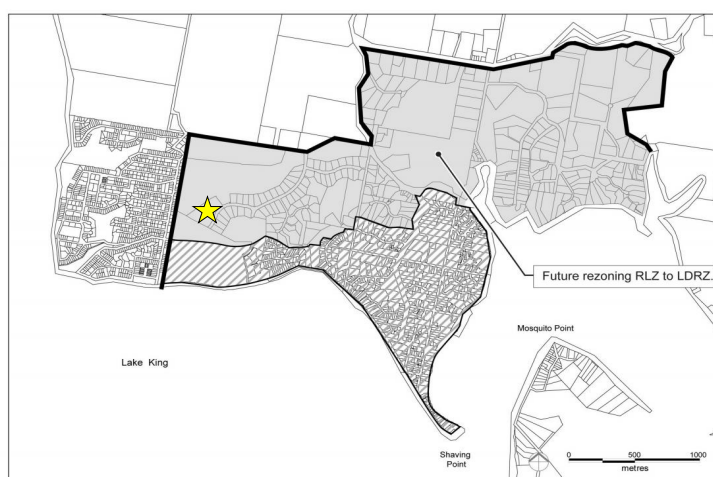 Future rezoning RLZ to LDRZ.
Mosquito Point
Lake King
Shaving
Point
0 500 1000
metres